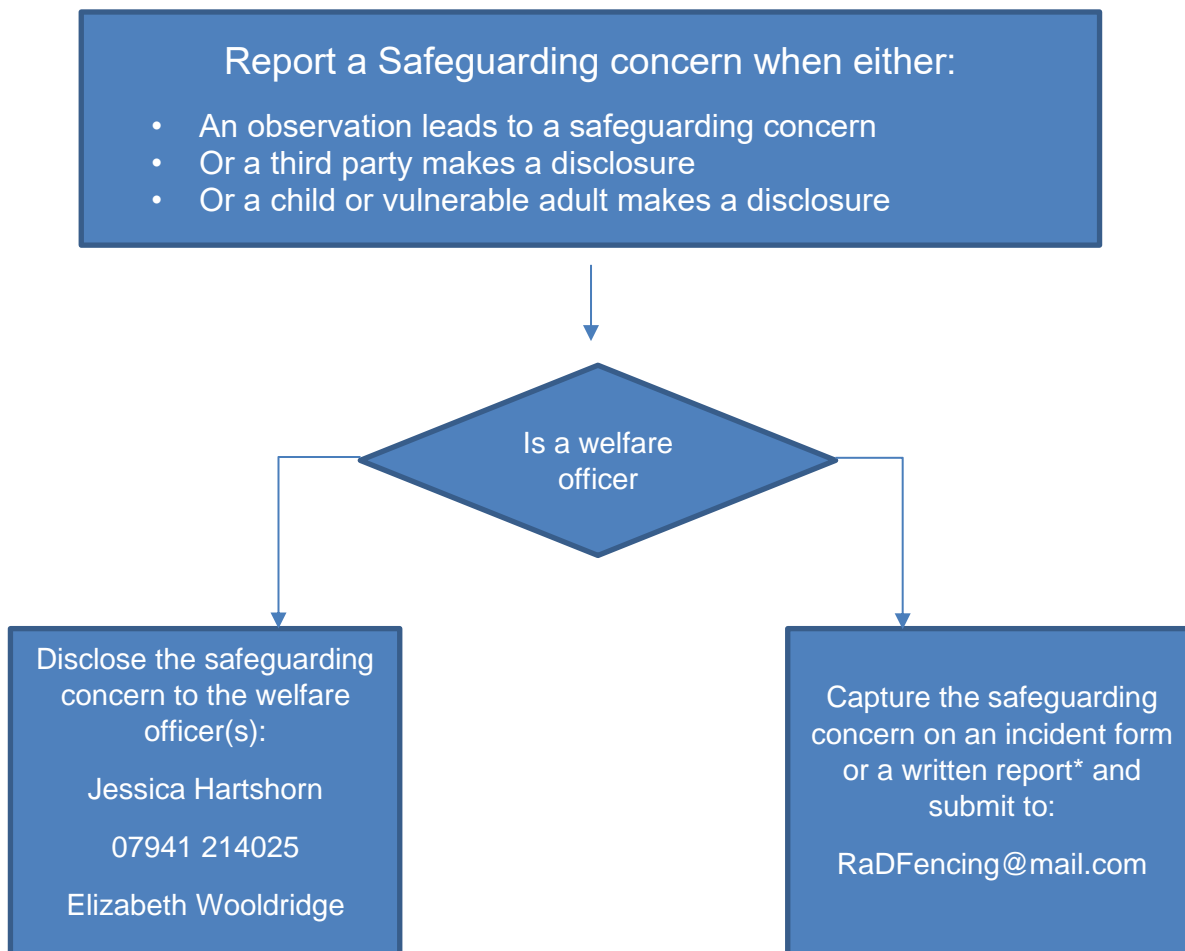 Report a Safeguarding concern when either:
• An observation leads to a safeguarding concern
• Or a third party makes a disclosure
• Or a child or vulnerable adult makes a disclosure
Is a welfare
officer
Disclose the safeguarding
concern to the welfare
officer(s):
Jessica Hartshorn
07941 214025
Elizabeth Wooldridge
Capture the safeguarding
concern on an incident form
or a written report* and
submit to:
RaDFencing@mail.com